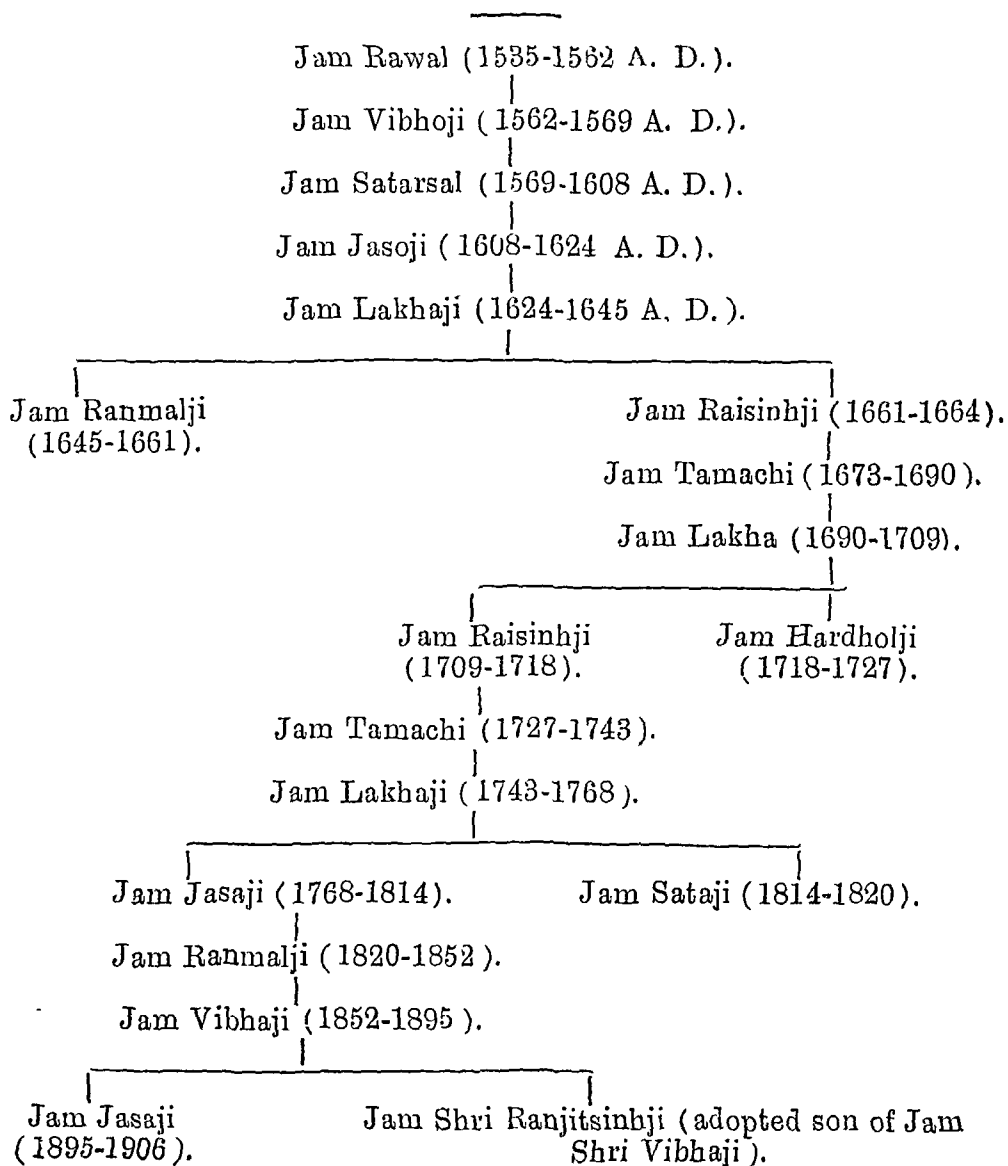 Jam Rawal (1535-1562 A. D.).
Jam Vibhoji (1562-1569 A. D.).
Jam Satarsal (1569-1608 A. D.).
Jam Jasoji (1608-1624 A. D.).
Jam Lakhaji (1624-1645 A. D.).
Jam Ranmalji
(1645-1661).
Jam Raisinhji (1661-1664).
Jam Tamachi (1673-1690).
Jam Lakha (1690-1709).
Jam Raisinhji
(1709-1718).
Jam Hardholji
(1718-1727).
Jam Tamachi (1727-1743).
Jam Lakhaji (1743-1768).
Jam Jasaji (1768-1814).
Jam Sataji (1814-1820).
Jam Ranmalji (1820-1852).
Jam Vibhaji (1852-1895).
Jam Jasaji
(1895-1906).
Jam Shri Ranjitsinhji (adopted son of Jam
Shri Vibhaji).